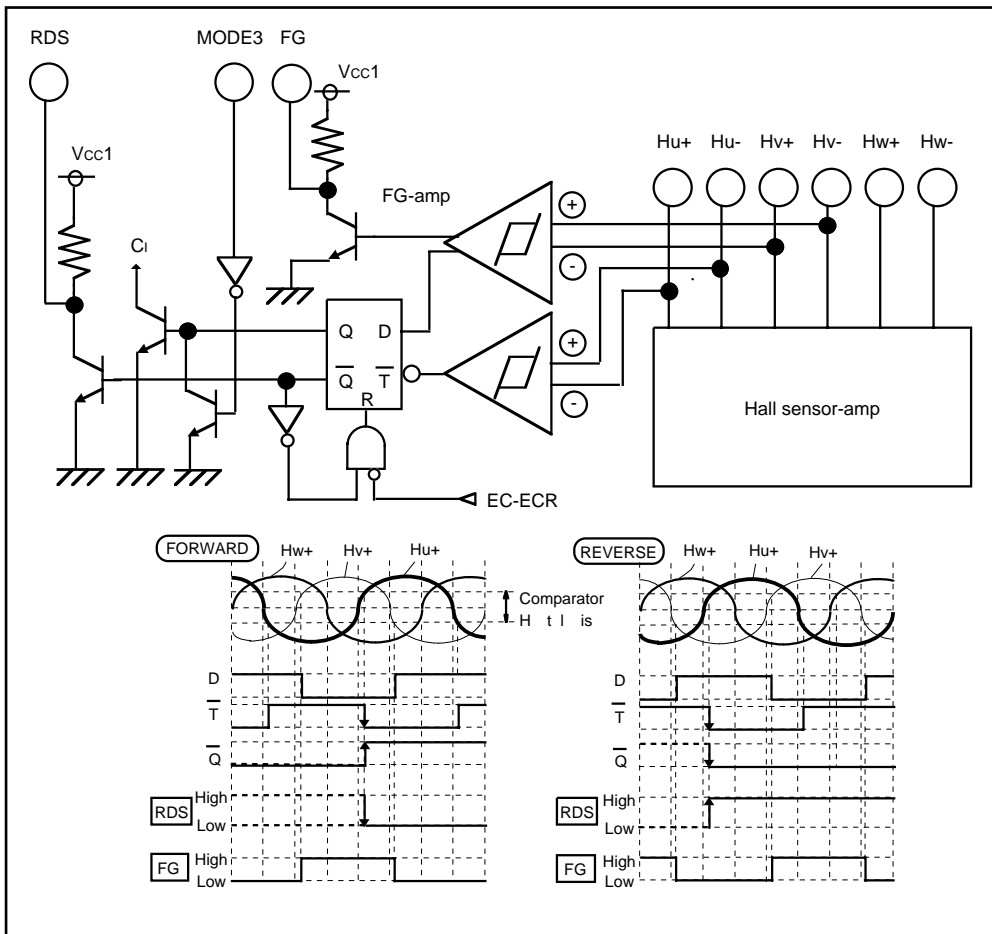 RDS MODE3 FG
Vcc1
Hu+ Hu- Hv+ Hv- Hw+ Hw-
Vcc1
FG-amp
+
-
CI
Q D
+
Q T
R
-
Hall sensor-amp
EC-ECR
FORWARD
Hw+ Hv+ Hu+
Comparator
H t l is
D
T
Q
RDS High
Low
FG High
Low
REVERSE
Hw+ Hu+ Hv+
D
T
Q
RDS High
Low
FG High
Low